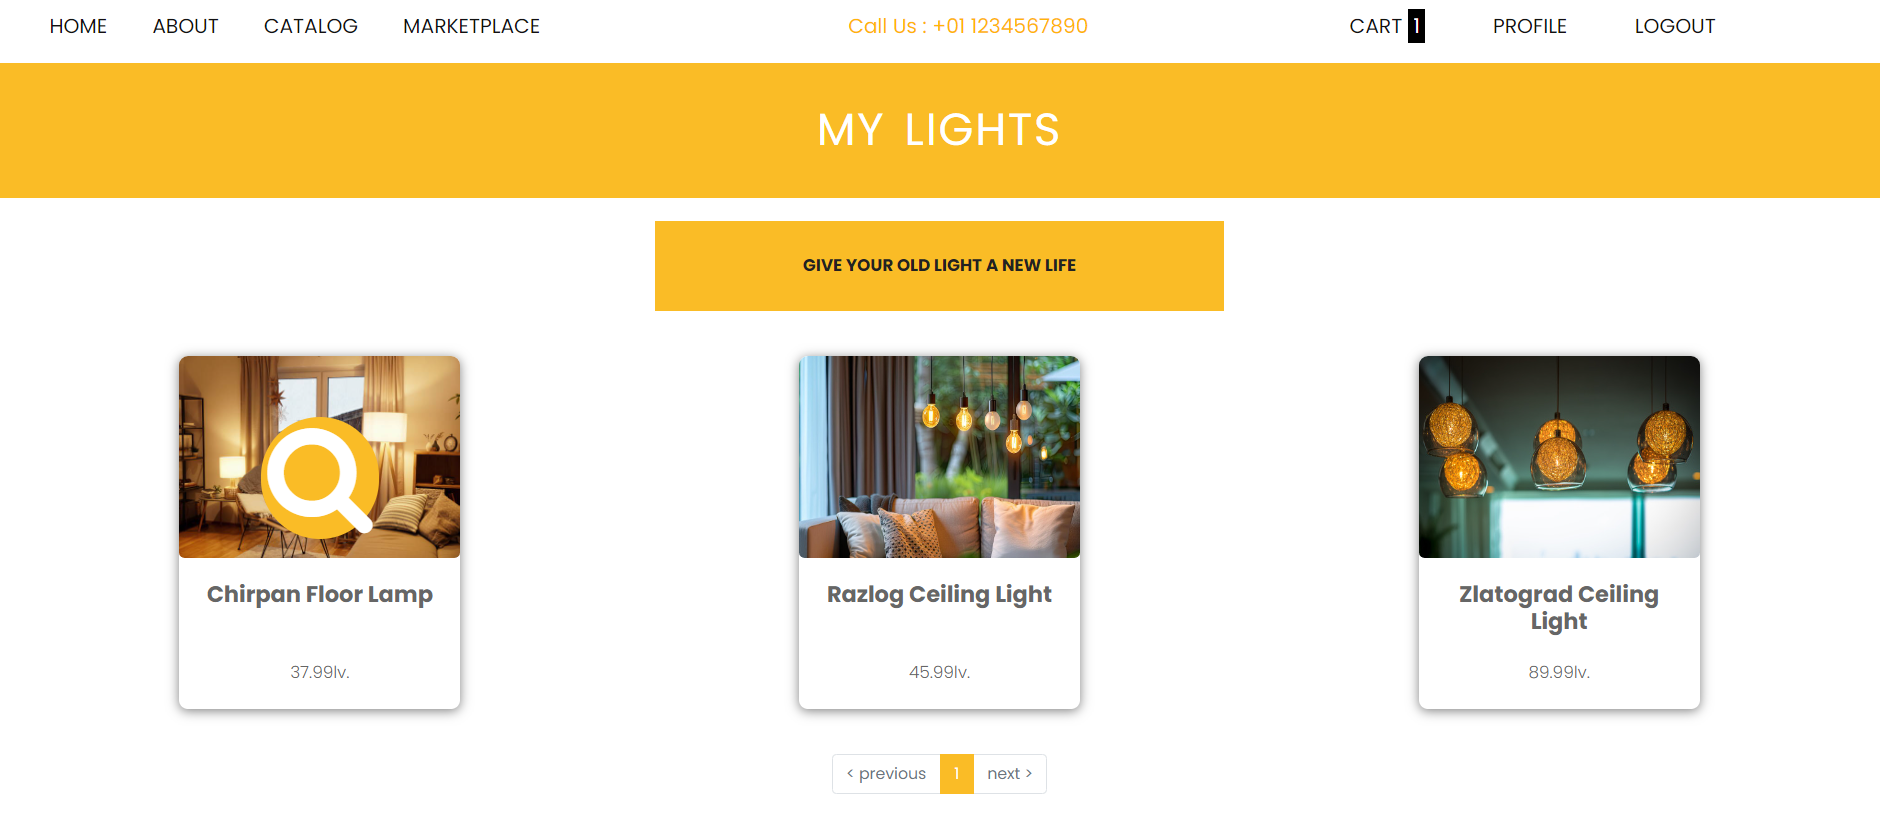 HOME ABOUT CATALOG MARKETPLACE Call Us : +01 1234567890 CART 1 PROFILE LOGOUT
MY LIGHTS
GIVE YOUR OLD LIGHT A NEW LIFE
Chirpan Floor Lamp
37.99lv.
Razlog Ceiling Light
45.99lv.
Zlatograd Ceiling
Light
89.99lv.
< previous 1 next >